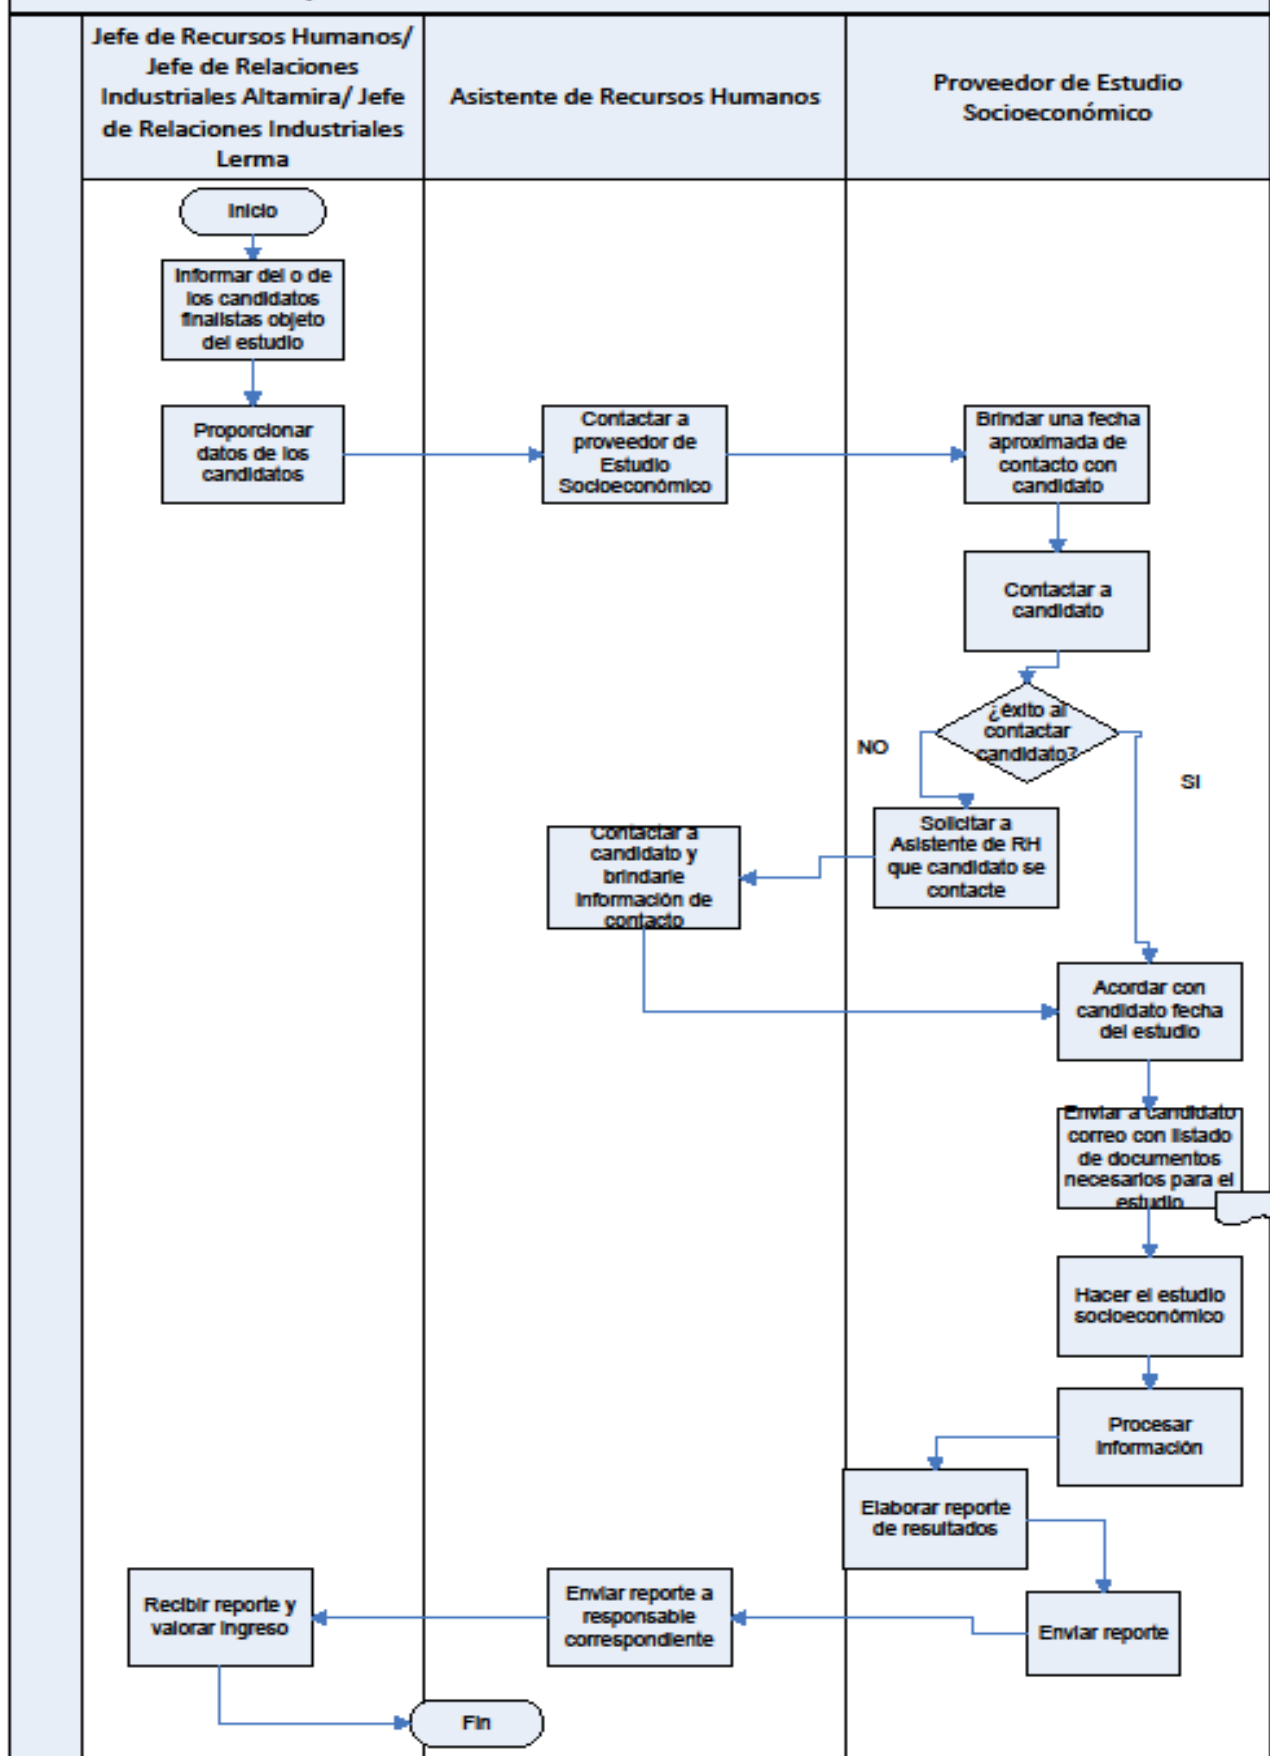 Jefe de Recursos Humanos/
Jefe de Relaciones
Industriales Altamira/ Jefe
de Relaciones Industriales
Lerma
Asistente de Recursos Humanos
Proveedor de Estudio
Socioeconómico
Inicio
Informar del o de
los candidatos
finalistas objeto
del estudio
Proporcionar
datos de los
candidatos
Contactar a
proveedor de
Estudio
Socioeconómico
Brindar una fecha
aproximada de
contacto con
candidato
Contactar a
candidato
¿éxito al
contactar
candidato?
NO
SI
Solicitar a
Asistente de RH
que candidato se
contacte
Contactar a
candidato y
brindarle
información de
contacto
Acordar con
candidato fecha
del estudio
Enviar a candidato
correo con listado
de documentos
necesarios para el
estudio
Hacer el estudio
socioeconómico
Procesar
información
Elaborar reporte
de resultados
Enviar reporte
Enviar reporte a
responsable
correspondiente
Recibir reporte y
valorar ingreso
Fin